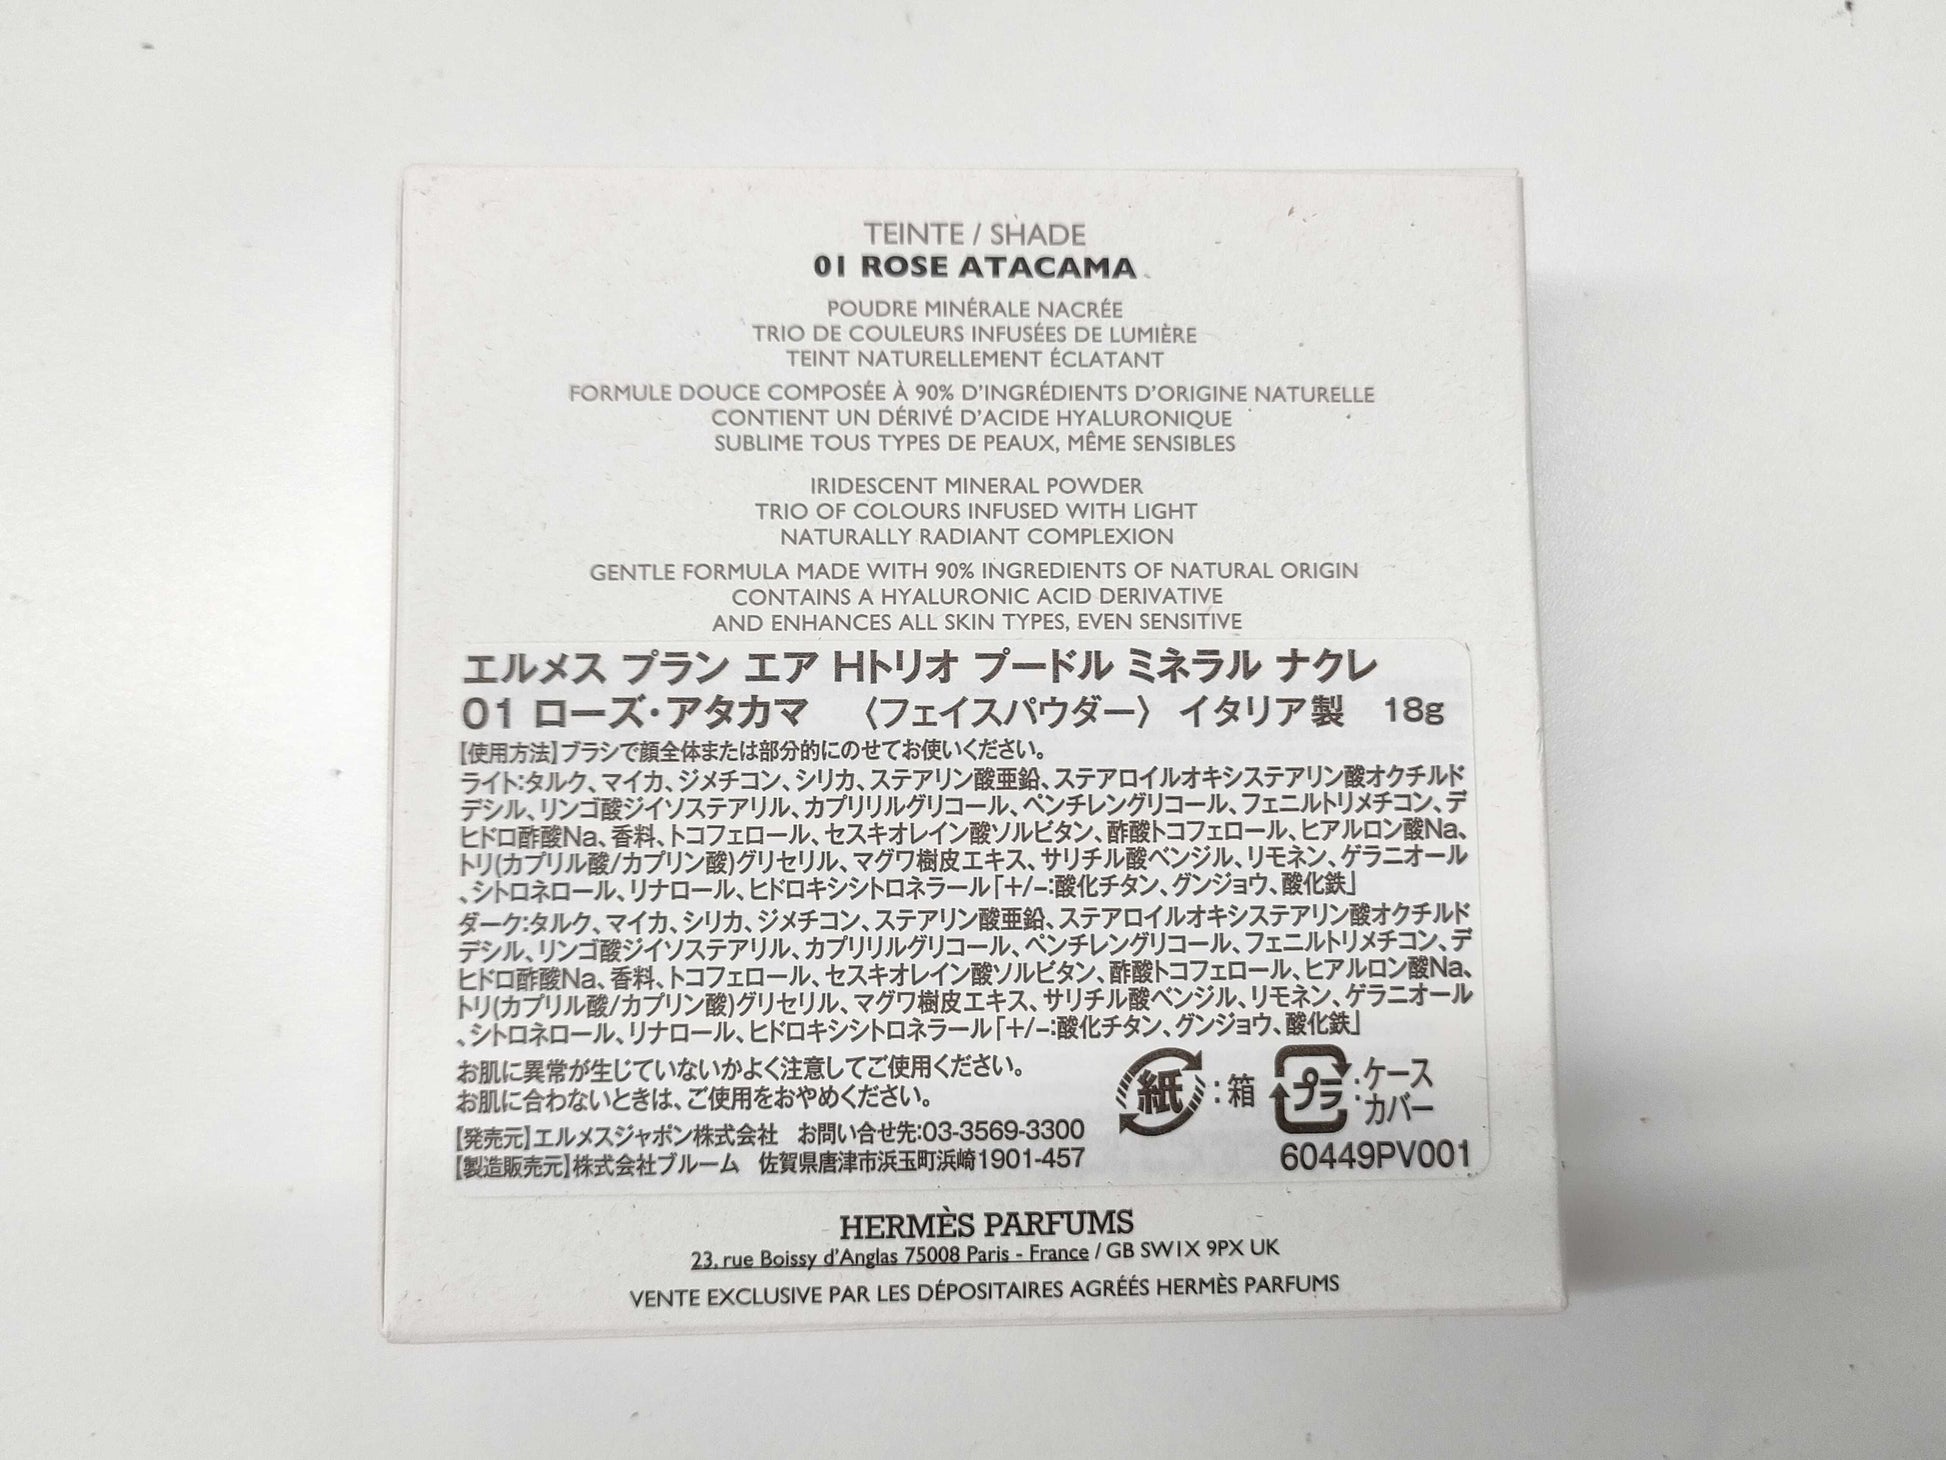 TEINTE / SHADE
01 ROSE ATACAMA
POUDRE MINÉRALE NACRÉE
TRIO DE COULEURS INFUSÉES DE LUMIÈRE
TEINT NATURELLEMENT ÉCLATANT
FORMULE DOUCE COMPOSÉE À 90% D'INGRÉDIENTS D'ORIGINE NATURELLE
CONTIENT UN DÉRIVÉ D'ACIDE HYALURONIQUE
SUBLIME TOUS TYPES DE PEAUX, MÊME SENSIBLES
IRIDESCENT MINERAL POWDER
TRIO OF COLOURS INFUSED WITH LIGHT
NATURALLY RADIANT COMPLEXION
GENTLE FORMULA MADE WITH 90% INGREDIENTS OF NATURAL ORIGIN
CONTAINS A HYALURONIC ACID DERIVATIVE
AND ENHANCES ALL SKIN TYPES, EVEN SENSITIVE
エルメス プラン エア Hトリオ プードル ミネラル ナクレ
01 ローズ・アタカマ 〈フェイスパウダー〉 イタリア製 18g
【使用方法】ブラシで顔全体または部分的にのせてお使いください。
ライト:タルク、マイカ、ジメチコン、シリカ、ステアリン酸亜鉛、ステアロイルオキシステアリン酸オクチルド
デシル、リンゴ酸ジイソステアリル、カプリリルグリコール、ペンチレングリコール、フェニルトリメチコン、デ
ヒドロ酢酸Na、香料、トコフェロール、セスキオレイン酸ソルビタン、酢酸トコフェロール、ヒアルロン酸Na、
トリ(カプリル酸/カプリン酸)グリセリル、マグワ樹皮エキス、サリチル酸ベンジル、リモネン、ゲラニオール
、シトロネロール、リナロール、ヒドロキシシトロネラール「+/-:酸化チタン、グンジョウ、酸化鉄」
ダーク:タルク、マイカ、シリカ、ジメチコン、ステアリン酸亜鉛、ステアロイルオキシステアリン酸オクチルド
デシル、リンゴ酸ジイソステアリル、カプリリルグリコール、ペンチレングリコール、フェニルトリメチコン、デ
ヒドロ酢酸Na、香料、トコフェロール、セスキオレイン酸ソルビタン、酢酸トコフェロール、ヒアルロン酸Na、
トリ(カプリル酸/カプリン酸)グリセリル、マグワ樹皮エキス、サリチル酸ベンジル、リモネン、ゲラニオール
、シトロネロール、リナロール、ヒドロキシシトロネラール「+/-:酸化チタン、グンジョウ、酸化鉄」
お肌に異常が生じていないかよく注意してご使用ください。
お肌に合わないときは、ご使用をおやめください。
紙:箱 プラ:ケース
カバー
【発売元】エルメスジャポン株式会社 お問い合せ先:03-3569-3300
【製造販売元】株式会社ブルーム 佐賀県唐津市浜玉町浜崎1901-457
60449PV001
HERMÈS PARFUMS
23, rue Boissy d'Anglas 75008 Paris - France / GB SW1X 9PX UK
VENTE EXCLUSIVE PAR LES DÉPOSITAIRES AGRÉÉS HERMÈS PARFUMS